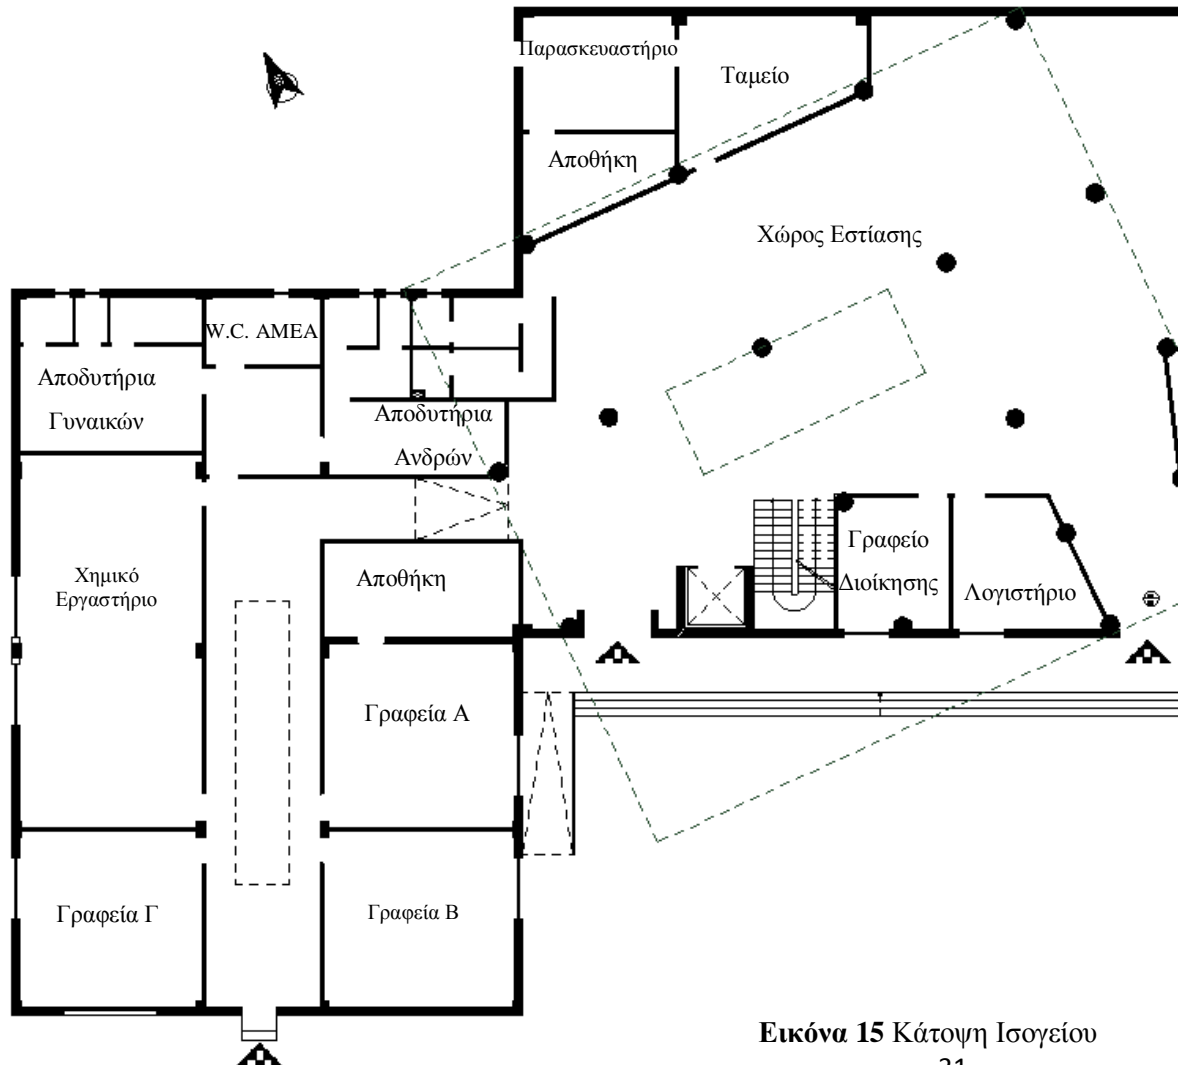 Παρασκευαστήριο
Ταμείο
Αποθήκη
Χώρος Εστίασης
W.C. ΑΜΕΑ
Αποδυτήρια
Γυναικών
Αποδυτήρια
Ανδρών
Γραφείο
Διοίκησης
Λογιστήριο
Χημικό
Εργαστήριο
Αποθήκη
Γραφεία Α
Γραφεία Γ
Γραφεία Β
Εικόνα 15 Κάτοψη Ισογείου